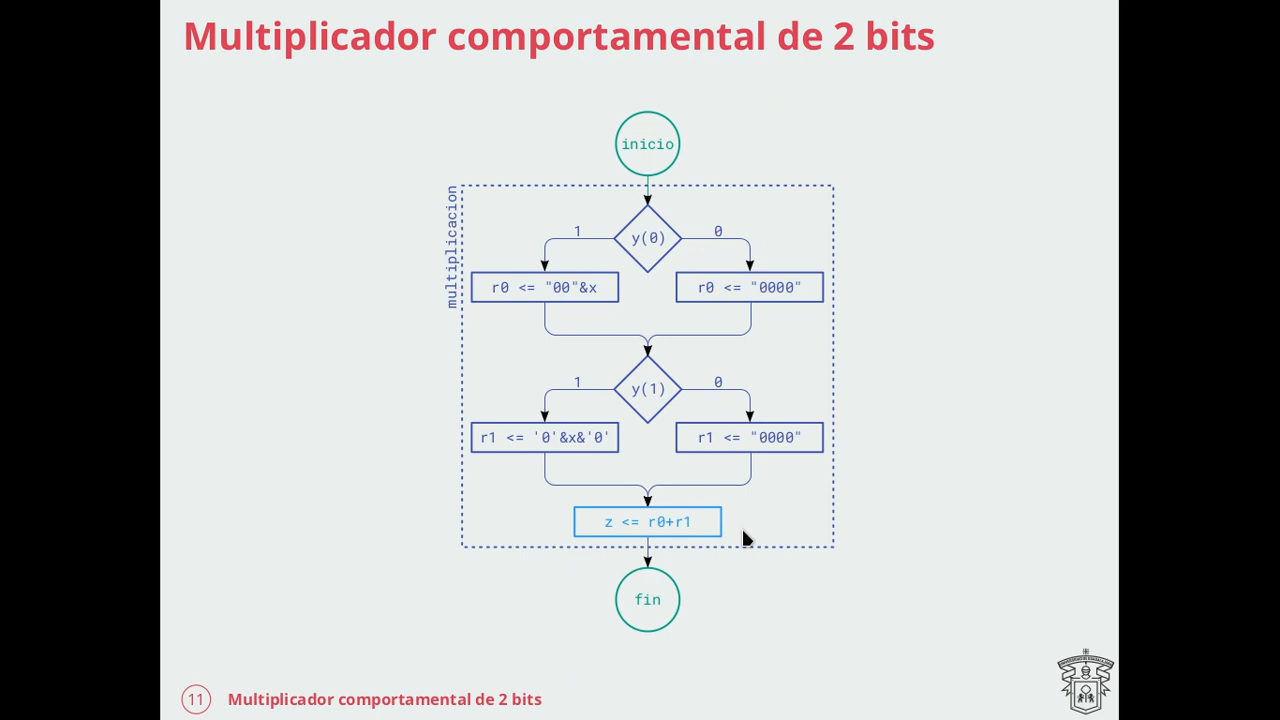 Multiplicador comportamental de 2 bits
inicio
multiplicacion
y(0)
1
0
r0 <= "00"&x
r0 <= "0000"
y(1)
1
0
r1 <= '0'&x&'0'
r1 <= "0000"
z <= r0+r1
fin
11
Multiplicador comportamental de 2 bits